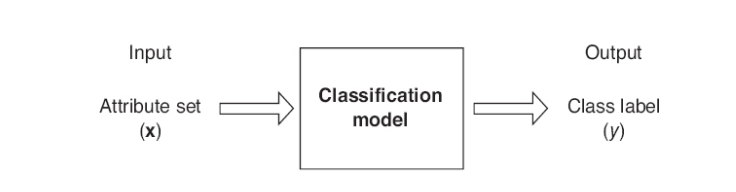 Input
Output
Attribute set
(x)
Classification
model
Class label
(y)